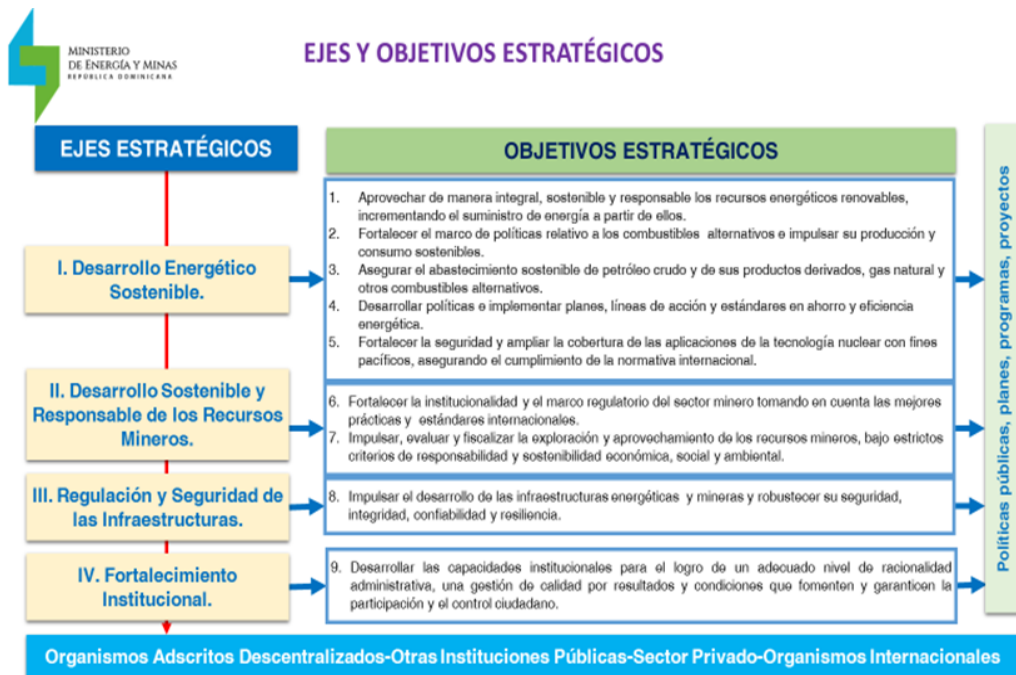 MINISTERIO
DE ENERGÍA Y MINAS
REPÚBLICA DOMINICANA
EJES Y OBJETIVOS ESTRATÉGICOS
EJES ESTRATÉGICOS
OBJETIVOS ESTRATÉGICOS
I. Desarrollo Energético
Sostenible.
1. Aprovechar de manera integral, sostenible y responsable los recursos energéticos renovables,
incrementando el suministro de energía a partir de ellos.
2. Fortalecer el marco de políticas relativo a los combustibles alternativos e impulsar su producción y
consumo sostenibles.
3. Asegurar el abastecimiento sostenible de petróleo crudo y de sus productos derivados, gas natural y
otros combustibles alternativos.
4. Desarrollar políticas e implementar planes, líneas de acción y estándares en ahorro y eficiencia
energética.
5. Fortalecer la seguridad y ampliar la cobertura de las aplicaciones de la tecnología nuclear con fines
pacíficos, asegurando el cumplimiento de la normativa internacional.
II. Desarrollo Sostenible y
Responsable de los Recursos
Mineros.
6. Fortalecer la institucionalidad y el marco regulatorio del sector minero tomando en cuenta las mejores
prácticas y estándares internacionales.
7. Impulsar, evaluar y fiscalizar la exploración y aprovechamiento de los recursos mineros, bajo estrictos
criterios de responsabilidad y sostenibilidad económica, social y ambiental.
III. Regulación y Seguridad de
las Infraestructuras.
8. Impulsar el desarrollo de las infraestructuras energéticas y mineras y robustecer su seguridad,
integridad, confiabilidad y resiliencia.
IV. Fortalecimiento
Institucional.
9. Desarrollar las capacidades institucionales para el logro de un adecuado nivel de racionalidad
administrativa, una gestión de calidad por resultados y condiciones que fomenten y garanticen la
participación y el control ciudadano.
Políticas públicas, planes, programas, proyectos
Organismos Adscritos Descentralizados-Otras Instituciones Públicas-Sector Privado-Organismos Internacionales